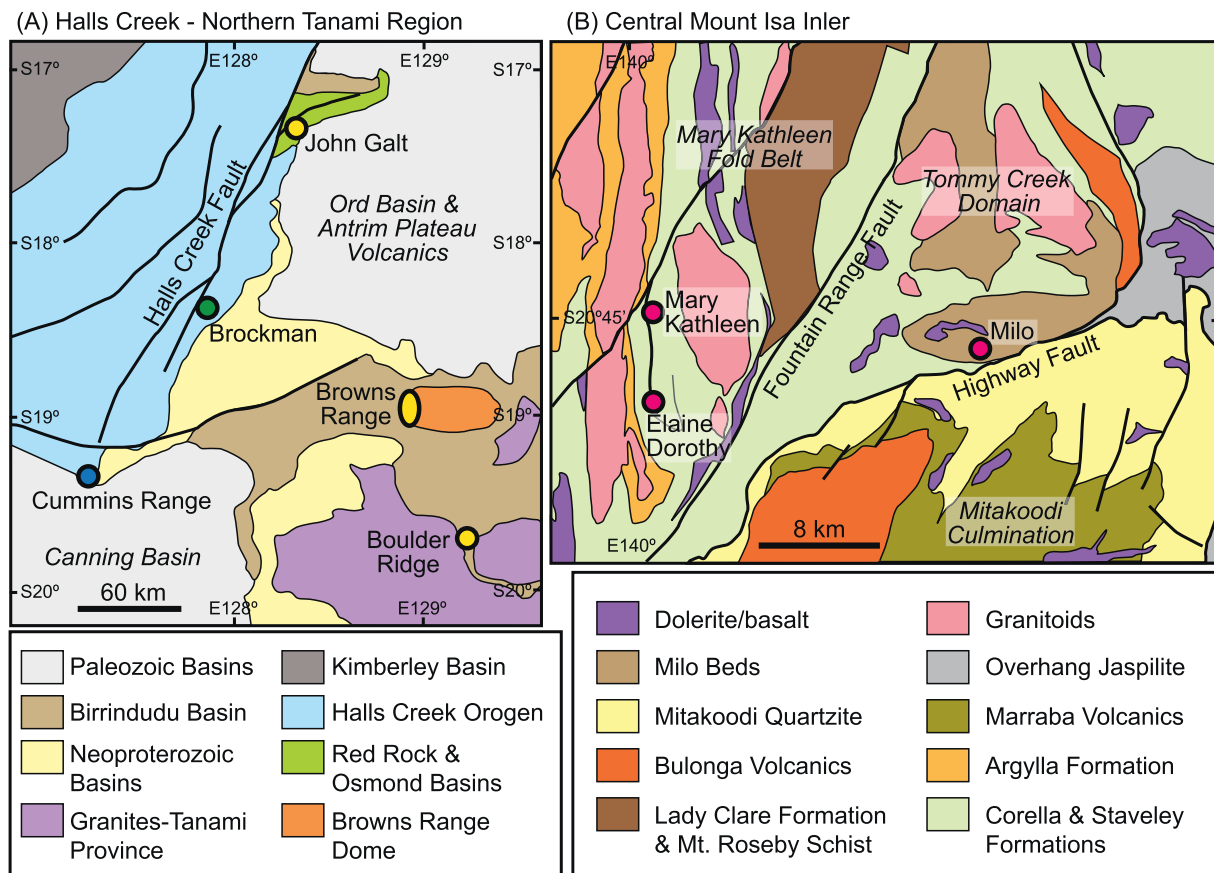 (A) Halls Creek - Northern Tanami Region
S17º
E128º
E129º
S17º
John Galt
Halls Creek Fault
Ord Basin &
Antrim Plateau
Volcanics
S18º
S18º
Brockman
Browns
Range
S19º
S19º
Cummins Range
Canning Basin
Boulder
Ridge
S20º
60 km
E128º
E129º
S20º
Paleozoic Basins
Birrindudu Basin
Neoproterozoic
Basins
Granites-Tanami
Province
Kimberley Basin
Halls Creek Orogen
Red Rock &
Osmond Basins
Browns Range
Dome
(B) Central Mount Isa Inler
E140º
Mary Kathleen
Fold Belt
Tommy Creek
Domain
Fountain Range Fault
S20º45'
Mary
Kathleen
Milo
Highway Fault
Elaine
Dorothy
Mitakoodi
Culmination
E140º
8 km
Dolerite/basalt
Milo Beds
Mitakoodi Quartzite
Bulonga Volcanics
Lady Clare Formation
& Mt. Roseby Schist
Granitoids
Overhang Jaspilite
Marraba Volcanics
Argylla Formation
Corella & Staveley
Formations